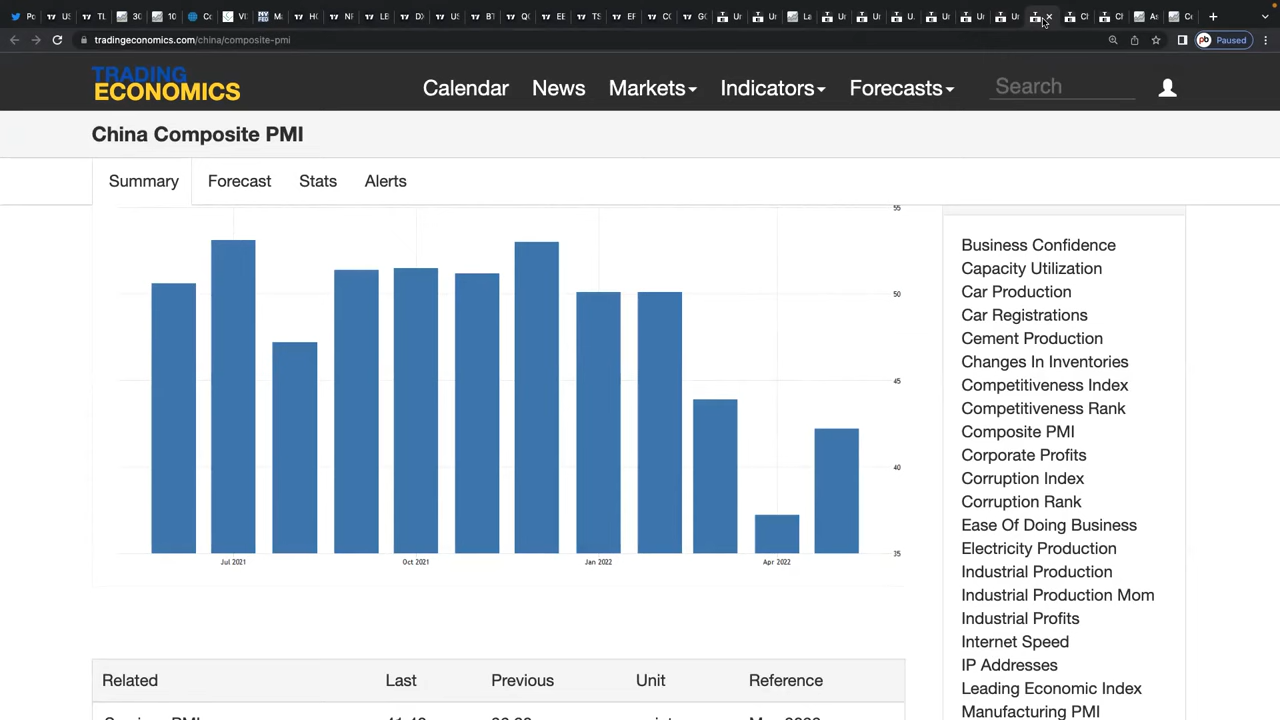 tradingeconomics.com/china/composite-pmi
Paused
TRADING
ECONOMICS
Calendar News Markets Indicators Forecasts Search
China Composite PMI
Summary Forecast Stats Alerts
55
50
45
40
35
Jul 2021 Oct 2021 Jan 2022 Apr 2022
Business Confidence
Capacity Utilization
Car Production
Car Registrations
Cement Production
Changes In Inventories
Competitiveness Index
Competitiveness Rank
Composite PMI
Corporate Profits
Corruption Index
Corruption Rank
Ease Of Doing Business
Electricity Production
Industrial Production
Industrial Production Mom
Industrial Profits
Internet Speed
IP Addresses
Leading Economic Index
Manufacturing PMI
Related Last Previous Unit Reference